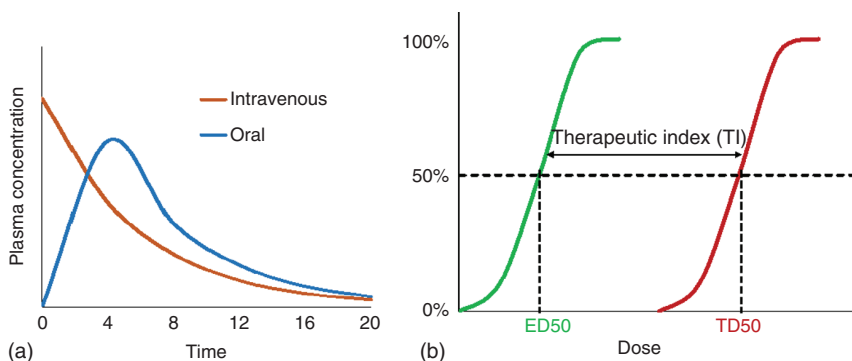 Plasma concentration
Intravenous
Oral
0
4
8
12
16
20
Time
(a)
100%
50%
0%
Therapeutic index (TI)
ED50
TD50
Dose
(b)